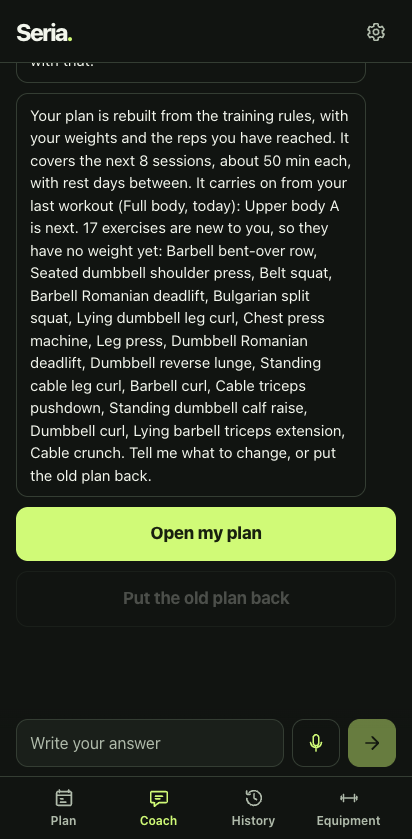 Seria.
with that.
Your plan is rebuilt from the training rules, with
your weights and the reps you have reached. It
covers the next 8 sessions, about 50 min each,
with rest days between. It carries on from your
last workout (Full body, today): Upper body A
is next. 17 exercises are new to you, so they
have no weight yet: Barbell bent-over row,
Seated dumbbell shoulder press, Belt squat,
Barbell Romanian deadlift, Bulgarian split
squat, Lying dumbbell leg curl, Chest press
machine, Leg press, Dumbbell Romanian
deadlift, Dumbbell reverse lunge, Standing
cable leg curl, Barbell curl, Cable triceps
pushdown, Standing dumbbell calf raise,
Dumbbell curl, Lying barbell triceps extension,
Cable crunch. Tell me what to change, or put
the old plan back.
Open my plan
Put the old plan back
Write your answer
Plan
Coach
History
Equipment